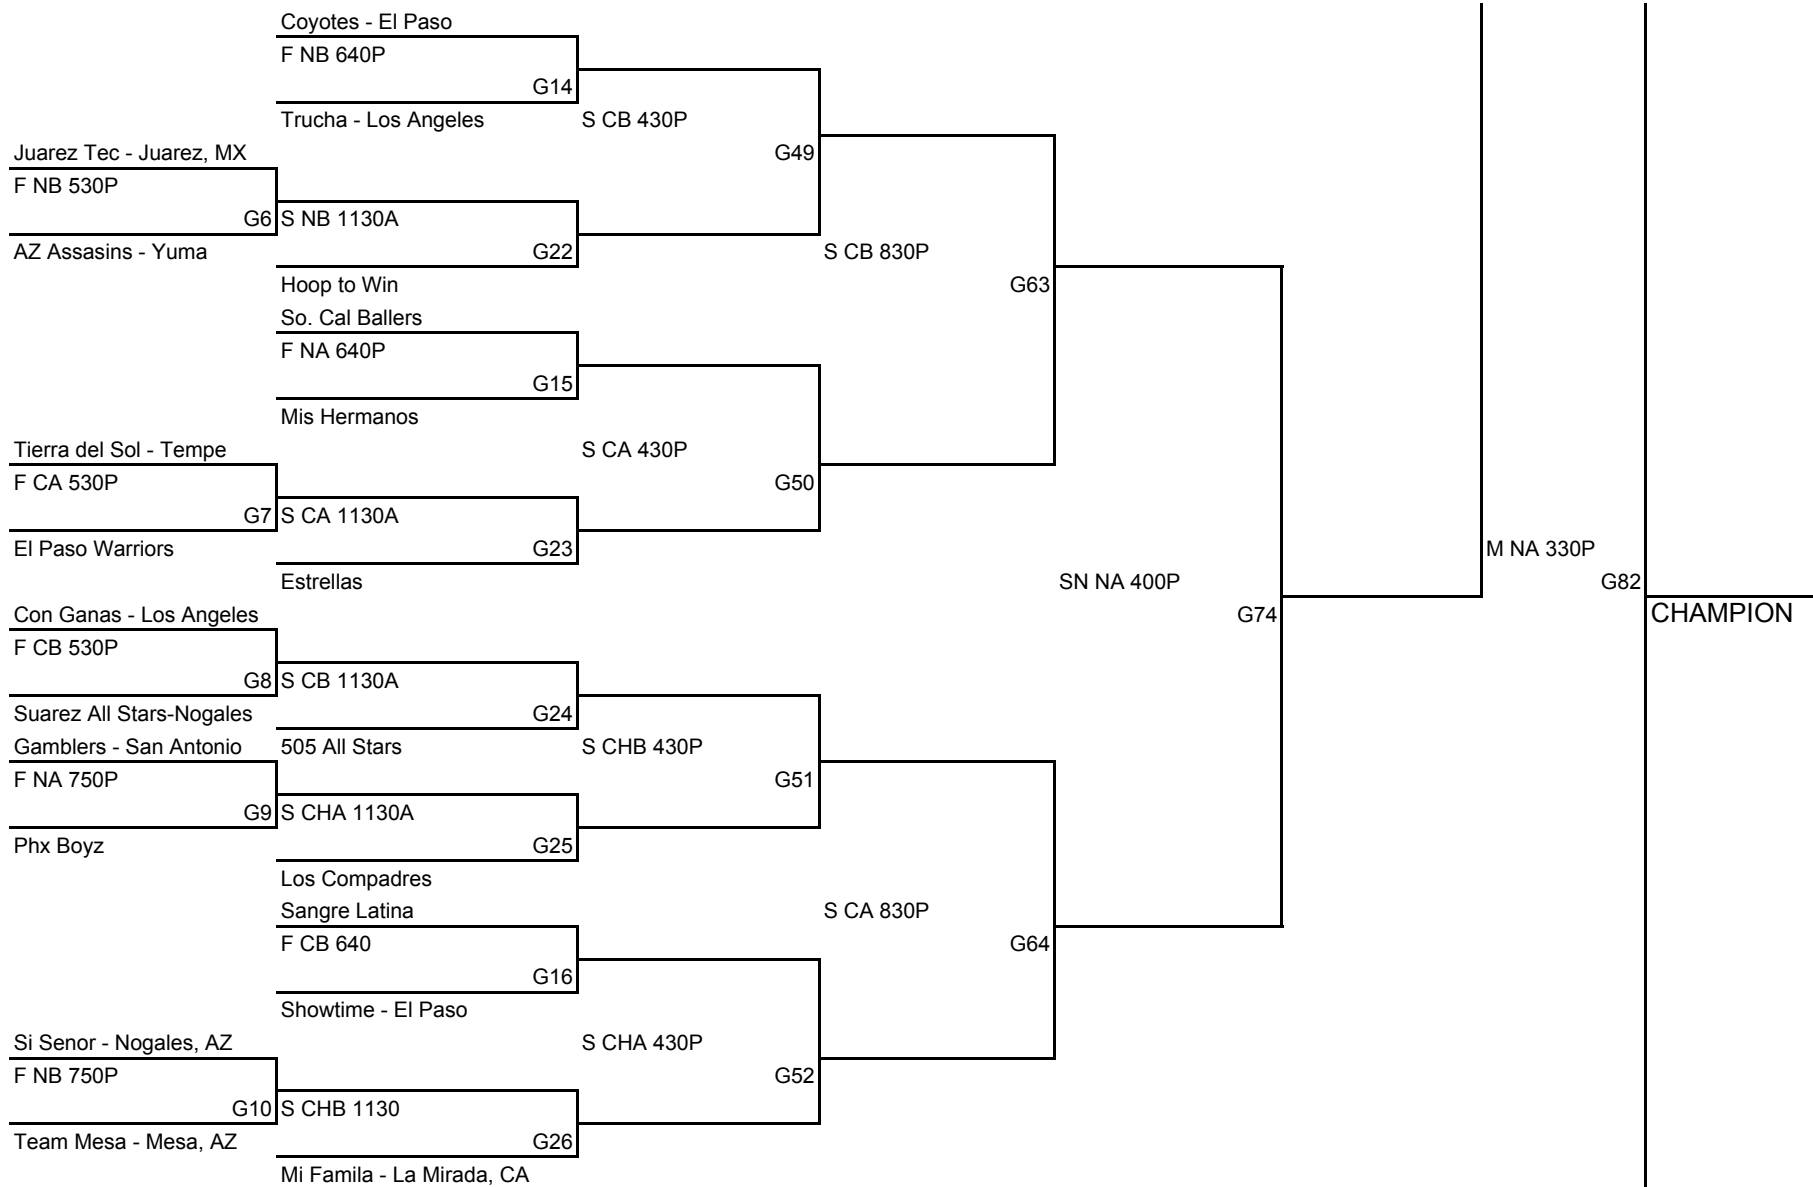 Coyotes - El Paso
F NB 640P
G14
Trucha - Los Angeles
S CB 430P
Juarez Tec - Juarez, MX
G49
F NB 530P
G6
S NB 1130A
AZ Assasins - Yuma
G22
S CB 830P
Hoop to Win
G63
So. Cal Ballers
F NA 640P
G15
Mis Hermanos
Tierra del Sol - Tempe
S CA 430P
F CA 530P
G50
G7
S CA 1130A
El Paso Warriors
G23
M NA 330P
Estrellas
SN NA 400P
G82
Con Ganas - Los Angeles
G74
CHAMPION
F CB 530P
G8
S CB 1130A
Suarez All Stars-Nogales
G24
Gamblers - San Antonio
505 All Stars
S CHB 430P
F NA 750P
G51
G9
S CHA 1130A
Phx Boyz
G25
Los Compadres
Sangre Latina
S CA 830P
F CB 640
G64
G16
Showtime - El Paso
Si Senor - Nogales, AZ
S CHA 430P
F NB 750P
G52
G10
S CHB 1130
Team Mesa - Mesa, AZ
G26
Mi Famila - La Mirada, CA